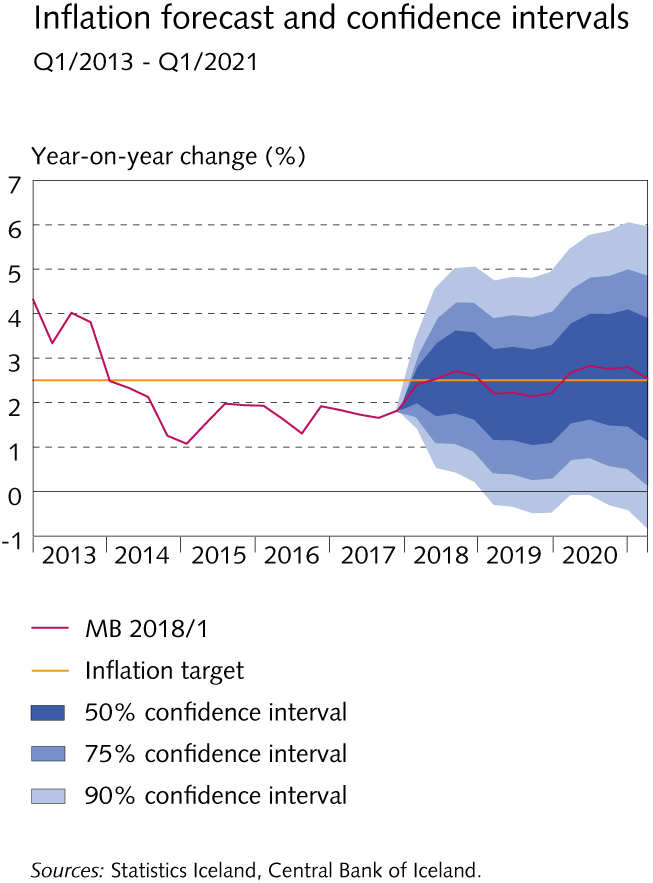 Inflation forecast and confidence intervals
Q1/2013 - Q1/2021
Year-on-year change (%)
7
6
5
4
3
2
1
0
-1
2013 2014 2015 2016 2017 2018 2019 2020
MB 2018/1
Inflation target
50% confidence interval
75% confidence interval
90% confidence interval
Sources: Statistics Iceland, Central Bank of Iceland.